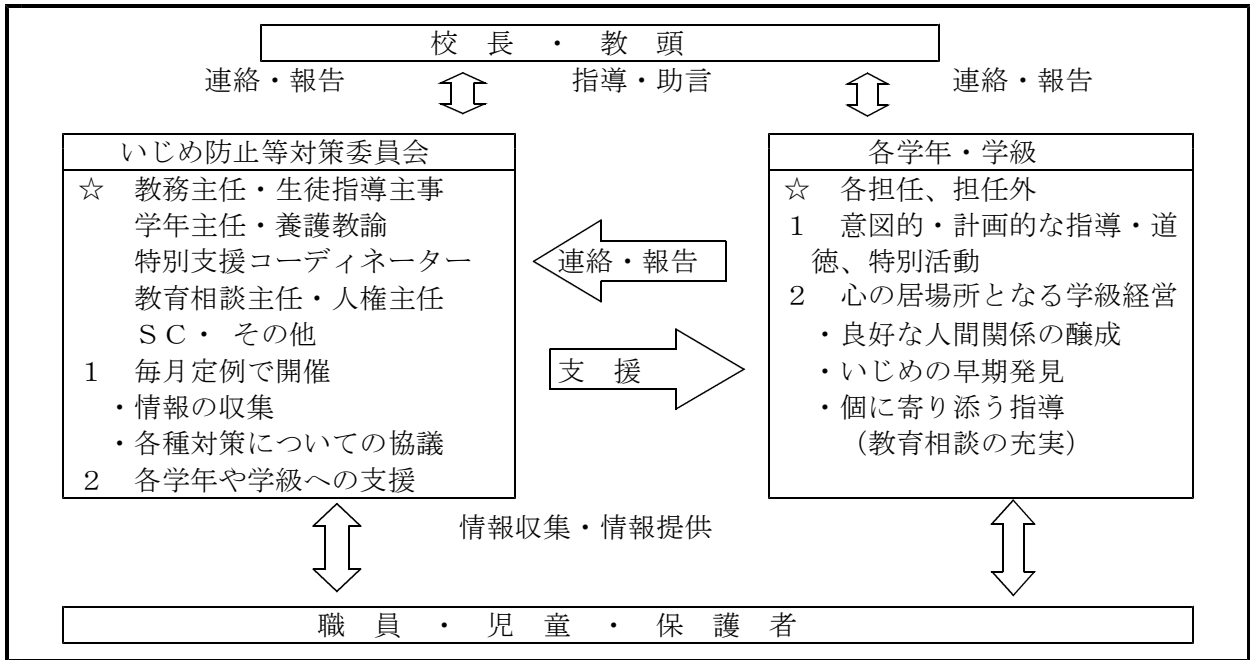 校　長　・　教　頭
連絡・報告
指導・助言
連絡・報告
いじめ防止等対策委員会
☆　教務主任・生徒指導主事
学年主任・養護教諭
特別支援コーディネーター
教育相談主任・人権主任
ＳＣ・ その他
１　毎月定例で開催
・情報の収集
・各種対策についての協議
２　各学年や学級への支援
連絡・報告
支　援
各学年・学級
☆　各担任、担任外
１　意図的・計画的な指導・道
徳、特別活動
２　心の居場所となる学級経営
・良好な人間関係の醸成
・いじめの早期発見
・個に寄り添う指導
（教育相談の充実）
情報収集・情報提供
職　員　・　児　童　・　保　護　者